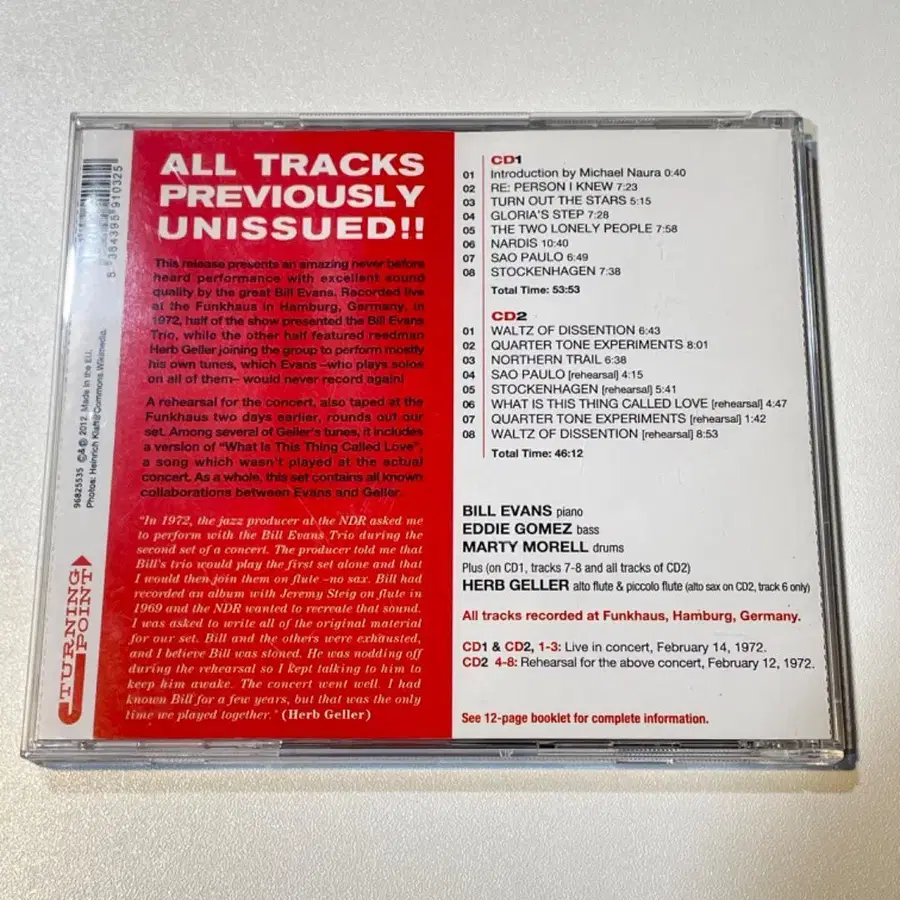 ALL TRACKS
PREVIOUSLY
UNISSUED!!
This release presents an amazing never before
heard performance with excellent sound
quality by the great Bill Evans. Recorded live
at the Funkhaus in Hamburg, Germany, in
1972, half of the show presented the Bill Evans
Trio, while the other half featured reedman
Herb Geller joining the group to perform mostly
his own tunes, which Evans –who plays solos
on all of them– would never record again!
A rehearsal for the concert, also taped at the
Funkhaus two days earlier, rounds out our
set. Among several of Geller's tunes, it includes
a version of "What Is This Thing Called Love",
a song which wasn't played at the actual
concert. As a whole, this set contains all known
collaborations between Evans and Geller.
"In 1972, the jazz producer at the NDR asked me
to perform with the Bill Evans Trio during the
second set of a concert. The producer told me that
Bill's trio would play the first set alone and that
I would then join them on flute –no sax. Bill had
recorded an album with Jeremy Steig on flute in
1969 and the NDR wanted to recreate that sound.
I was asked to write all of the original material
for our set. Bill and the others were exhausted,
and I believe Bill was stoned. He was nodding off
during the rehearsal so I kept talking to him to
keep him awake. The concert went well. I had
known Bill for a few years, but that was the only
time we played together." (Herb Geller)
CD1
01 Introduction by Michael Naura 0:40
02 RE: PERSON I KNEW 7:23
03 TURN OUT THE STARS 5:15
04 GLORIA'S STEP 7:28
05 THE TWO LONELY PEOPLE 7:58
06 NARDIS 10:40
07 SAO PAULO 6:49
08 STOCKENHAGEN 7:38
Total Time: 53:53
CD2
01 WALTZ OF DISSENTION 6:43
02 QUARTER TONE EXPERIMENTS 8:01
03 NORTHERN TRAIL 6:38
04 SAO PAULO [rehearsal] 4:15
05 STOCKENHAGEN [rehearsal] 5:41
06 WHAT IS THIS THING CALLED LOVE [rehearsal] 4:47
07 QUARTER TONE EXPERIMENTS [rehearsal] 1:42
08 WALTZ OF DISSENTION [rehearsal] 8:53
Total Time: 46:12
BILL EVANS piano
EDDIE GOMEZ bass
MARTY MORELL drums
Plus (on CD1, tracks 7-8 and all tracks of CD2)
HERB GELLER alto flute & piccolo flute (alto sax on CD2, track 6 only)
All tracks recorded at Funkhaus, Hamburg, Germany.
CD1 & CD2, 1-3: Live in concert, February 14, 1972.
CD2 4-8: Rehearsal for the above concert, February 12, 1972.
See 12-page booklet for complete information.
8 436439 591032 5
96825535 ©&℗ 2012. Made in the EU.
Photos: Heinrich Klaffs/Commons.Wikimedia.
TURNING
POINT